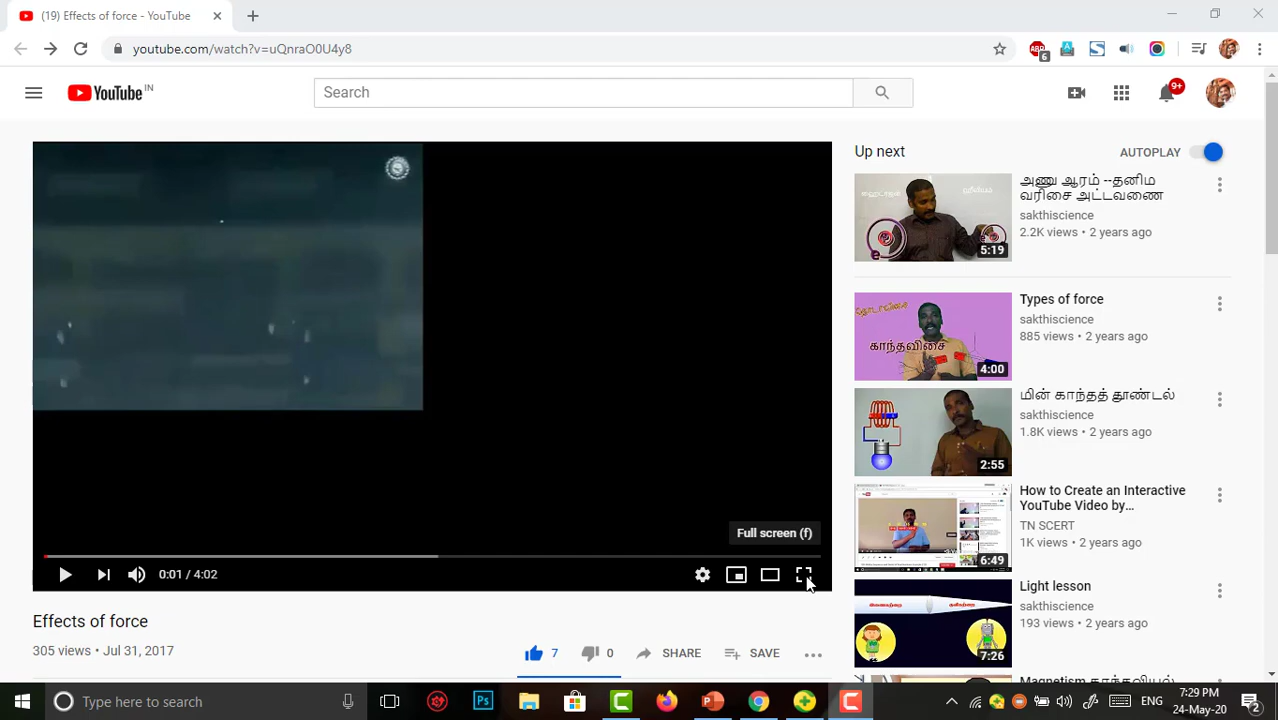 (19) Effects of force - YouTube
youtube.com/watch?v=uQnraO0U4y8
ABP
6
YouTube IN
Search
9+
Up next
AUTOPLAY
அணு ஆரம் --தனிம
வரிசை அட்டவணை
sakthiscience
2.2K views • 2 years ago
5:19
Types of force
sakthiscience
885 views • 2 years ago
காந்தவிசை
4:00
மின் காந்தத் தூண்டல்
sakthiscience
1.8K views • 2 years ago
2:55
How to Create an Interactive
YouTube Video by...
TN SCERT
1K views • 2 years ago
6:49
Light lesson
sakthiscience
193 views • 2 years ago
7:26
Full screen (f)
0:01 / 4:02
Effects of force
305 views • Jul 31, 2017
7
0
SHARE
SAVE
Type here to search
Ps
ENG
7:29 PM
24-May-20
2